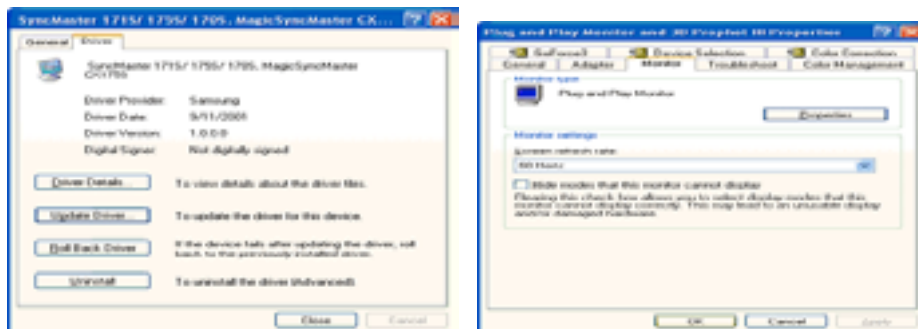 SyncMaster 171S/ 175S/ 170S, MagicSyncMaster CX...
General Driver
SyncMaster 171S/ 175S/ 170S, MagicSyncMaster
Driver Provider: Samsung
Driver Date: 9/11/2001
Driver Version: 1.0.0.0
Digital Signer: Not digitally signed
Driver Details... To view details about the driver files.
Update Driver... To update the driver for this device.
Roll Back Driver If the device fails after updating the driver, roll
back to the previously installed driver.
Uninstall To uninstall the driver (Advanced).
Close Cancel
Plug and Play Monitor and 3D Prophet III Properties
GeForce3 Device Selection Color Correction
General Adapter Monitor Troubleshoot Color Management
Monitor type
Plug and Play Monitor
Properties
Monitor settings
Screen refresh rate:
60 Hertz
Hide modes that this monitor cannot display
Clearing this check box allows you to select display modes that this
monitor cannot display correctly. This may lead to an unusable display
and/or damaged hardware.
OK Cancel Apply